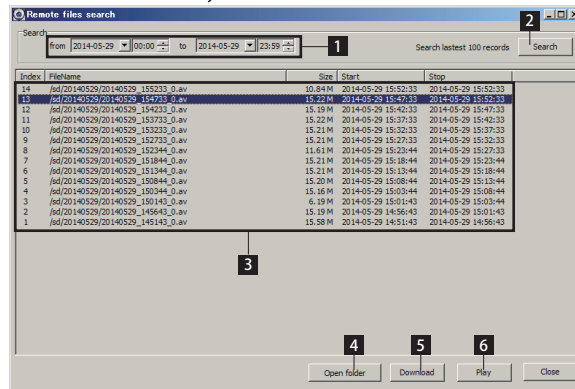 Remote files search
2
Search
from 2014-05-29 00:00 to 2014-05-29 23:59 1 Search lastest 100 records Search
Index FileName Size Start Stop
14 /sd/20140529/20140529_155233_0.av 10.84 M 2014-05-29 15:52:33 2014-05-29 15:52:33
13 /sd/20140529/20140529_154733_0.av 15.22 M 2014-05-29 15:47:33 2014-05-29 15:52:33
12 /sd/20140529/20140529_154233_0.av 15.19 M 2014-05-29 15:42:33 2014-05-29 15:47:33
11 /sd/20140529/20140529_153733_0.av 15.22 M 2014-05-29 15:37:33 2014-05-29 15:42:33
10 /sd/20140529/20140529_153233_0.av 15.21 M 2014-05-29 15:32:33 2014-05-29 15:37:33
9 /sd/20140529/20140529_152733_0.av 15.21 M 2014-05-29 15:27:33 2014-05-29 15:32:33
8 /sd/20140529/20140529_152344_0.av 11.61 M 2014-05-29 15:23:44 2014-05-29 15:27:33
7 /sd/20140529/20140529_151844_0.av 15.21 M 2014-05-29 15:18:44 2014-05-29 15:23:44
6 /sd/20140529/20140529_151344_0.av 15.21 M 2014-05-29 15:13:44 2014-05-29 15:18:44
5 /sd/20140529/20140529_150844_0.av 15.20 M 2014-05-29 15:08:44 2014-05-29 15:13:44
4 /sd/20140529/20140529_150344_0.av 15.16 M 2014-05-29 15:03:44 2014-05-29 15:08:44
3 /sd/20140529/20140529_150143_0.av 6.19 M 2014-05-29 15:01:43 2014-05-29 15:03:44
2 /sd/20140529/20140529_145643_0.av 15.19 M 2014-05-29 14:56:43 2014-05-29 15:01:43
1 /sd/20140529/20140529_145143_0.av 15.58 M 2014-05-29 14:51:43 2014-05-29 14:56:43
3
4 5 6
Open folder Download Play Close